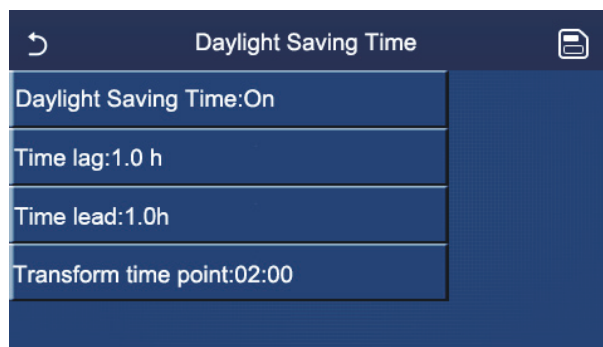 Daylight Saving Time
Daylight Saving Time:On
Time lag:1.0 h
Time lead:1.0h
Transform time point:02:00